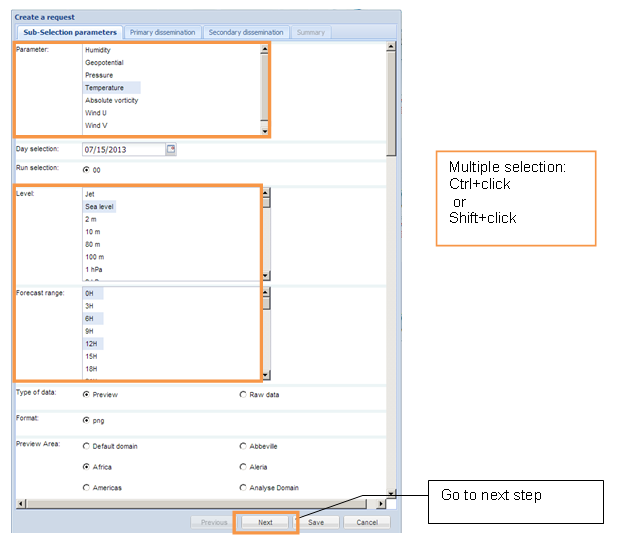 Create a request
Sub-Selection parameters
Primary dissemination
Secondary dissemination
Summary
Parameter:
Humidity
Geopotential
Pressure
Temperature
Absolute vorticity
Wind U
Wind V
Day selection:
07/15/2013
Run selection:
00
Level:
Jet
Sea level
2 m
10 m
80 m
100 m
1 hPa
Forecast range:
0H
3H
6H
9H
12H
15H
18H
Type of data:
Preview
Raw data
Format:
png
Preview Area:
Default domain
Abbeville
Africa
Aleria
Americas
Analyse Domain
Previous
Next
Save
Cancel
Multiple selection:
Ctrl+click
or
Shift+click
Go to next step